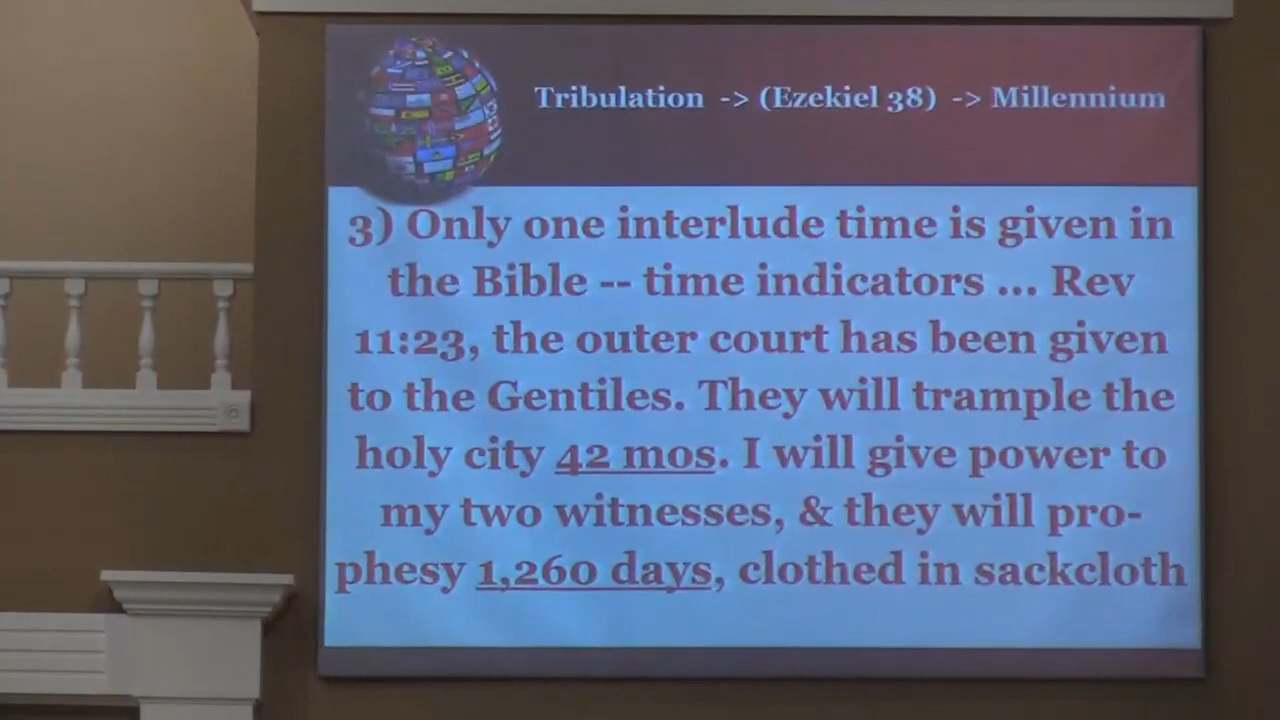 Tribulation -> (Ezekiel 38) -> Millennium
3) Only one interlude time is given in
the Bible -- time indicators ... Rev
11:23, the outer court has been given
to the Gentiles. They will trample the
holy city 42 mos. I will give power to
my two witnesses, & they will pro-
phesy 1,260 days, clothed in sackcloth